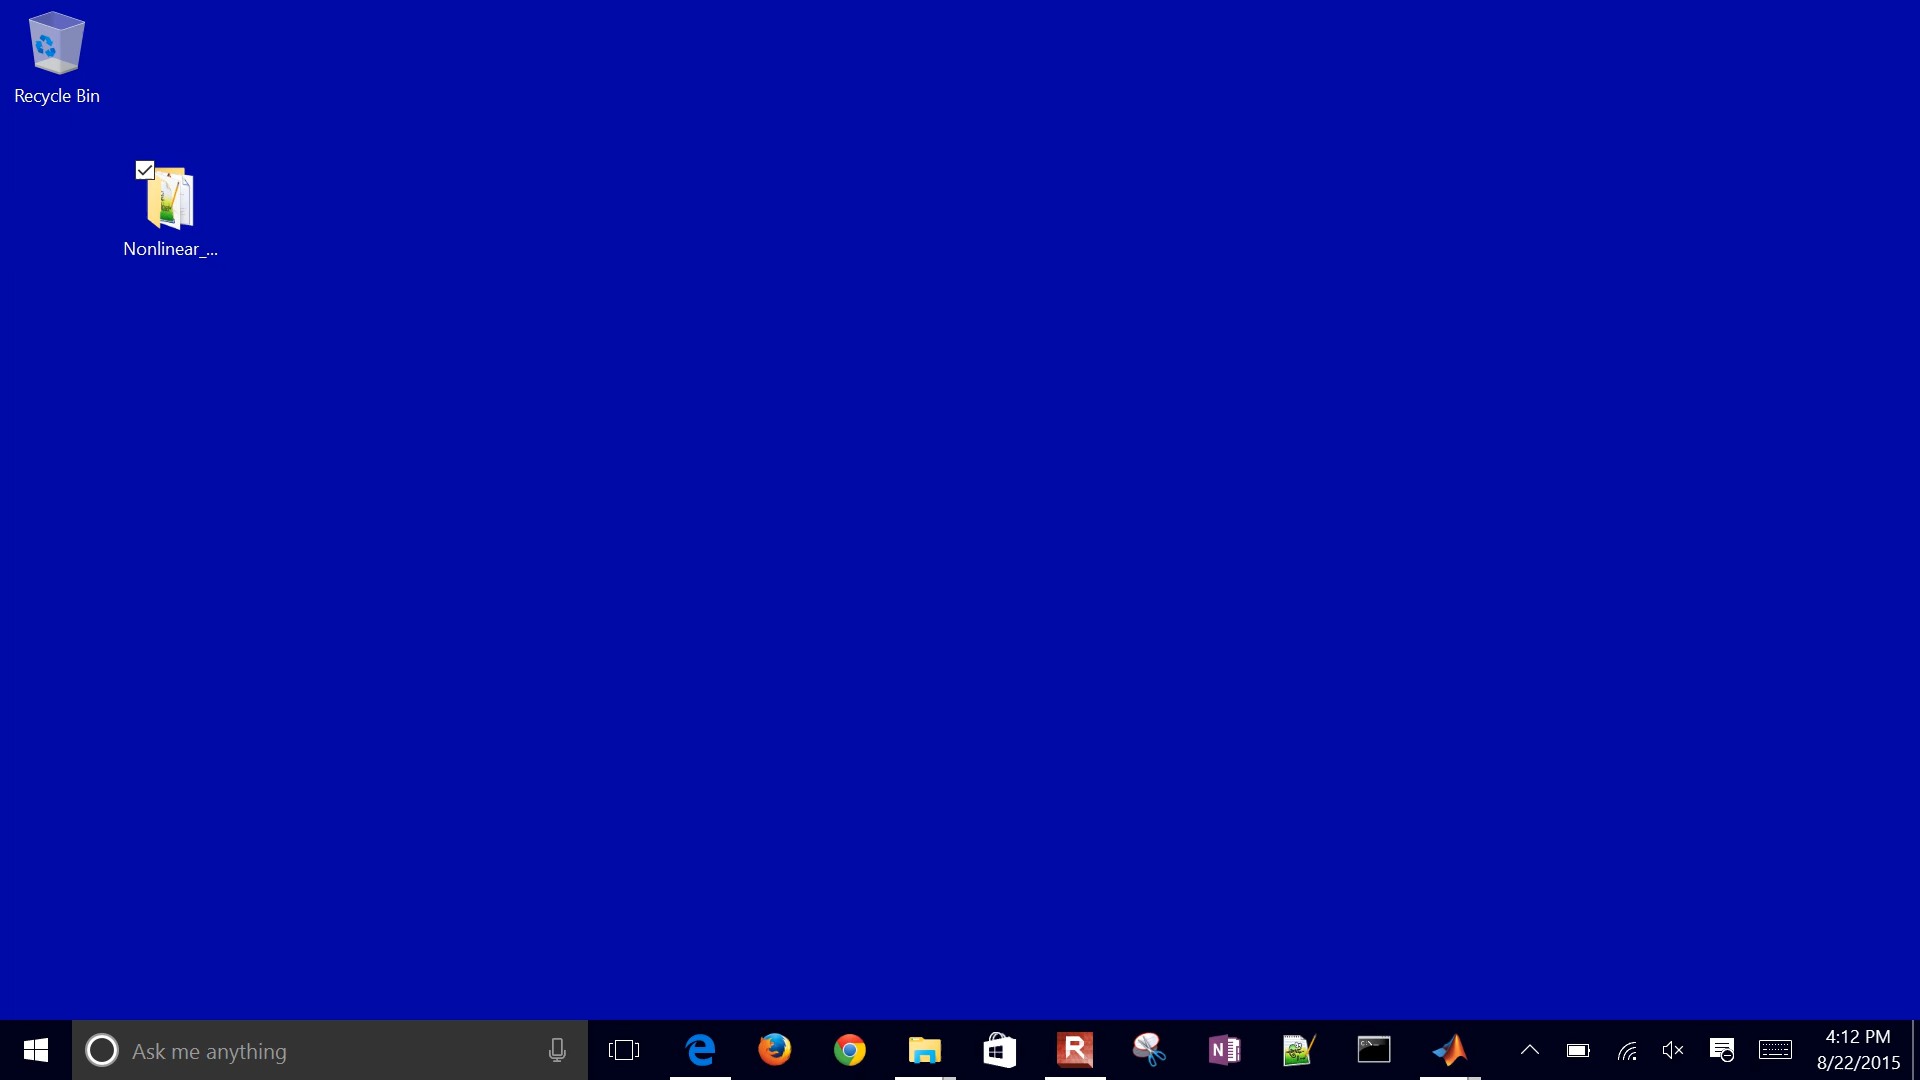 Recycle Bin
Nonlinear_...
Ask me anything
N
R
4:12 PM
8/22/2015